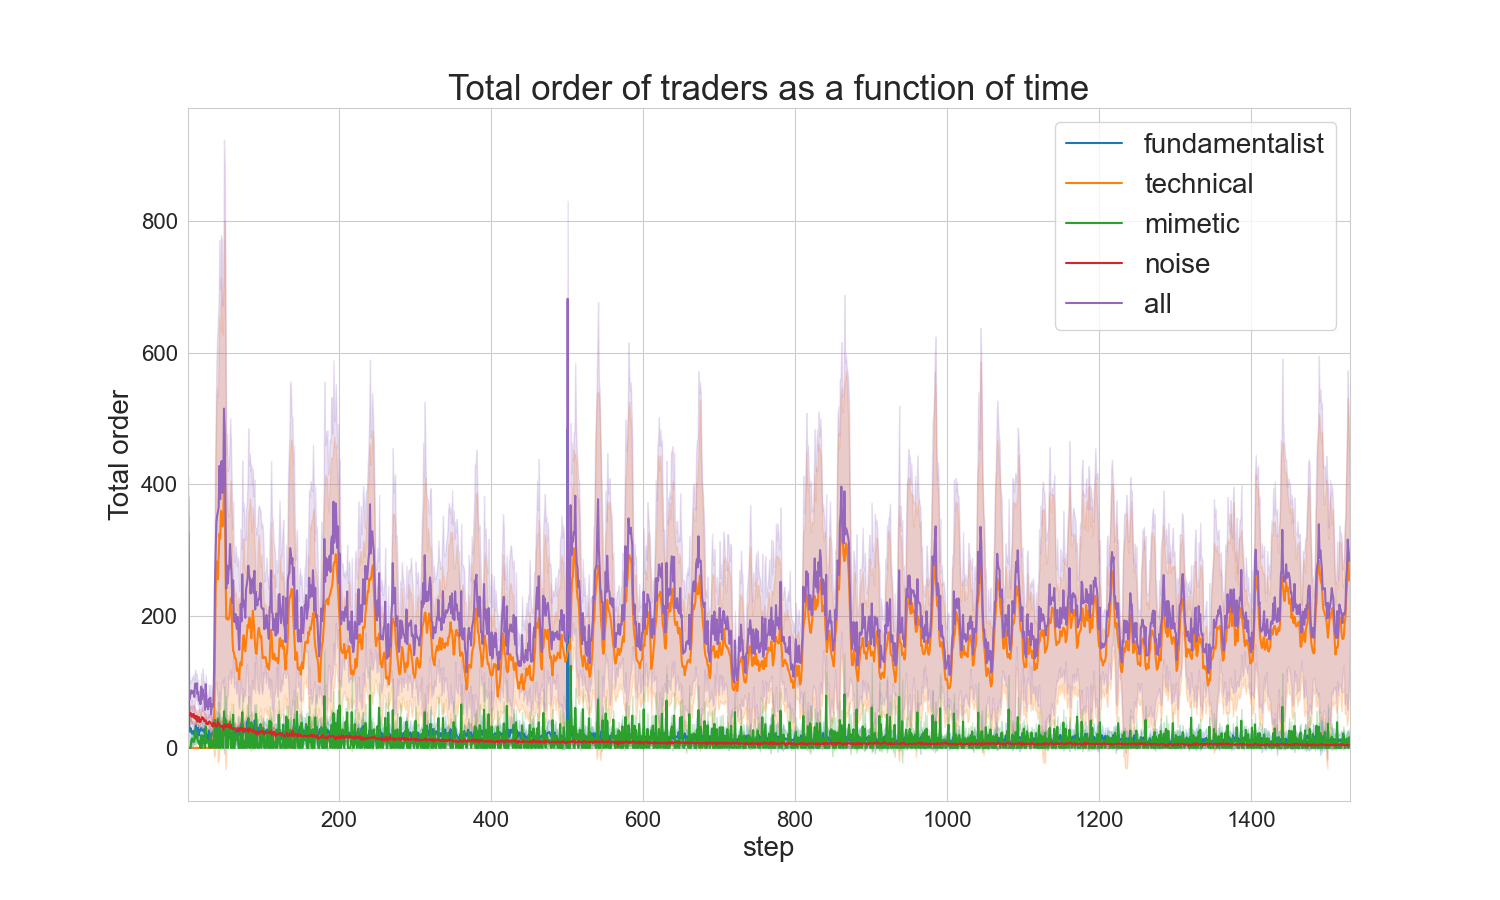 Total order of traders as a function of time
fundamentalist
technical
mimetic
noise
all
800
600
400
200
0
Total order
200 400 600 800 1000 1200 1400
step